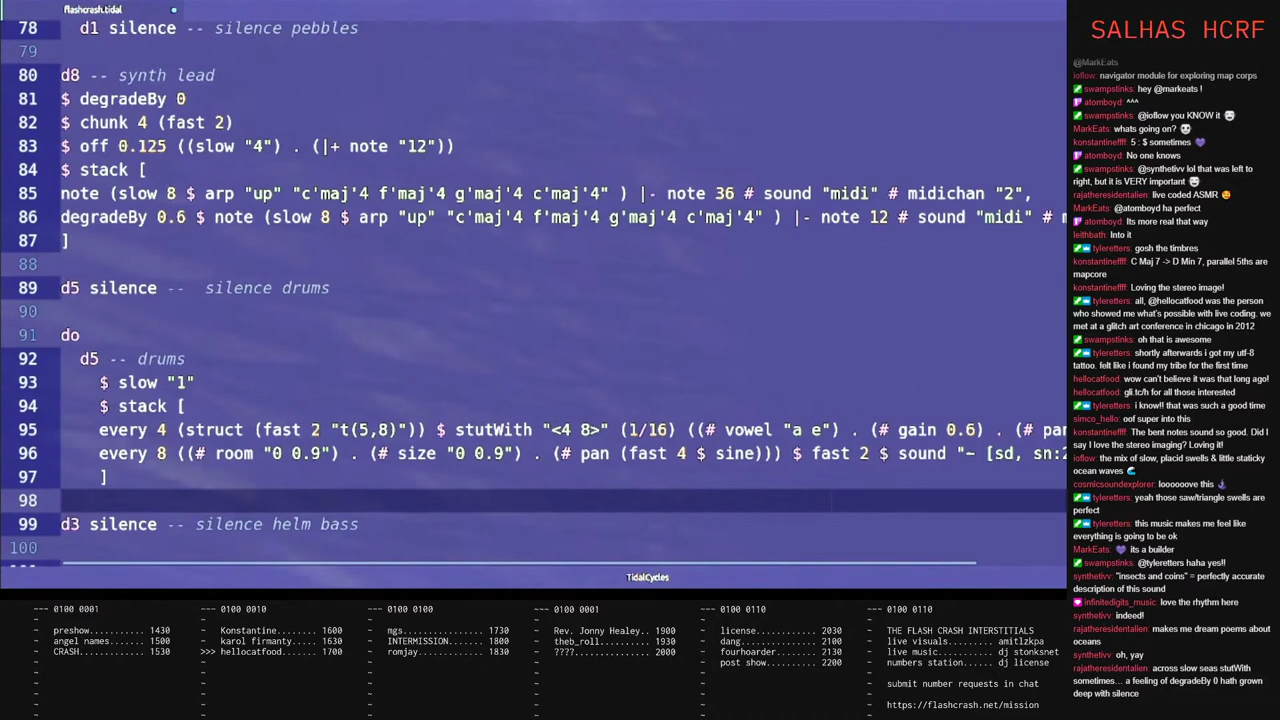 flashcrash.tidal
78 d1 silence -- silence pebbles
79
80 d8 -- synth lead
81 $ degradeBy 0
82 $ chunk 4 (fast 2)
83 $ off 0.125 ((slow "4") . (|+ note "12"))
84 $ stack [
85 note (slow 8 $ arp "up" "c'maj'4 f'maj'4 g'maj'4 c'maj'4" ) |- note 36 # sound "midi" # midichan "2",
86 degradeBy 0.6 $ note (slow 8 $ arp "up" "c'maj'4 f'maj'4 g'maj'4 c'maj'4" ) |- note 12 # sound "midi" # m
87 ]
88
89 d5 silence --  silence drums
90
91 do
92 d5 -- drums
93 $ slow "1"
94 $ stack [
95 every 4 (struct (fast 2 "t(5,8)")) $ stutWith "<4 8>" (1/16) ((# vowel "a e") . (# gain 0.6) . (# pan
96 every 8 ((# room "0 0.9") . (# size "0 0.9") . (# pan (fast 4 $ sine))) $ fast 2 $ sound "~ [sd, sn:2
97 ]
98
99 d3 silence -- silence helm bass
100
TidalCycles
SALHAS HCRF
@MarkEats
ioflow: navigator module for exploring map corps
swampstinks: hey @markeats !
atomboyd: ^^^
swampstinks: @ioflow you KNOW it
MarkEats: whats going on?
konstantineffff: 5 : $ sometimes 💜
atomboyd: No one knows
swampstinks: @synthetivv lol that was left to
right, but it is VERY important
rajatheresidentalien: live coded ASMR 🥰
MarkEats: @atomboyd ha perfect
atomboyd: Its more real that way
leithbath: Into it
tyleretters: gosh the timbres
konstantineffff: C Maj 7 -> D Min 7, parallel 5ths are
mapcore
konstantineffff: Loving the stereo image!
tyleretters: all, @hellocatfood was the person
who showed me what's possible with live coding. we
met at a glitch art conference in chicago in 2012
swampstinks: oh that is awesome
tyleretters: shortly afterwards i got my utf-8
tattoo. felt like i found my tribe for the first time
hellocatfood: wow can't believe it was that long ago!
hellocatfood: gli.tc/h for all those interested
tyleretters: i know!! that was such a good time
simco_hello: oof super into this
konstantineffff: The bent notes sound so good. Did I
say I love the stereo imaging? Loving it!
ioflow: the mix of slow, placid swells & little staticky
ocean waves 🌊
cosmicsoundexplorer: loooooove this
tyleretters: yeah those saw/triangle swells are
perfect
tyleretters: this music makes me feel like
everything is going to be ok
MarkEats: 💜 its a builder
swampstinks: @tyleretters haha yes!!
synthetivv: "insects and coins" = perfectly accurate
description of this sound
infinitedigits_music: love the rhythm here
synthetivv: indeed!
rajatheresidentalien: makes me dream poems about
oceans
synthetivv: oh, yay
rajatheresidentalien: across slow seas stutWith
sometimes... a feeling of degradeBy 0 hath grown
deep with silence
~~~ 0100 0001
preshow.......... 1430
angel names...... 1500
CRASH............ 1530
~~~ 0100 0010
Konstantine........ 1600
karol firmanty..... 1630
>>> hellocatfood....... 1700
~~~ 0100 0100
mgs................ 1730
INTERMISSION....... 1800
romjay............. 1830
~~~ 0100 0001
Rev. Jonny Healey.. 1900
theb_roll.......... 1930
????............... 2000
~~~ 0100 0110
license............ 2030
dang............... 2100
fourhoarder........ 2130
post show.......... 2200
~~~ 0100 0110
THE FLASH CRASH INTERSTITIALS
live visuals..... amitlzkpa
live music....... dj stonksnet
numbers station.. dj license
submit number requests in chat
https://flashcrash.net/mission